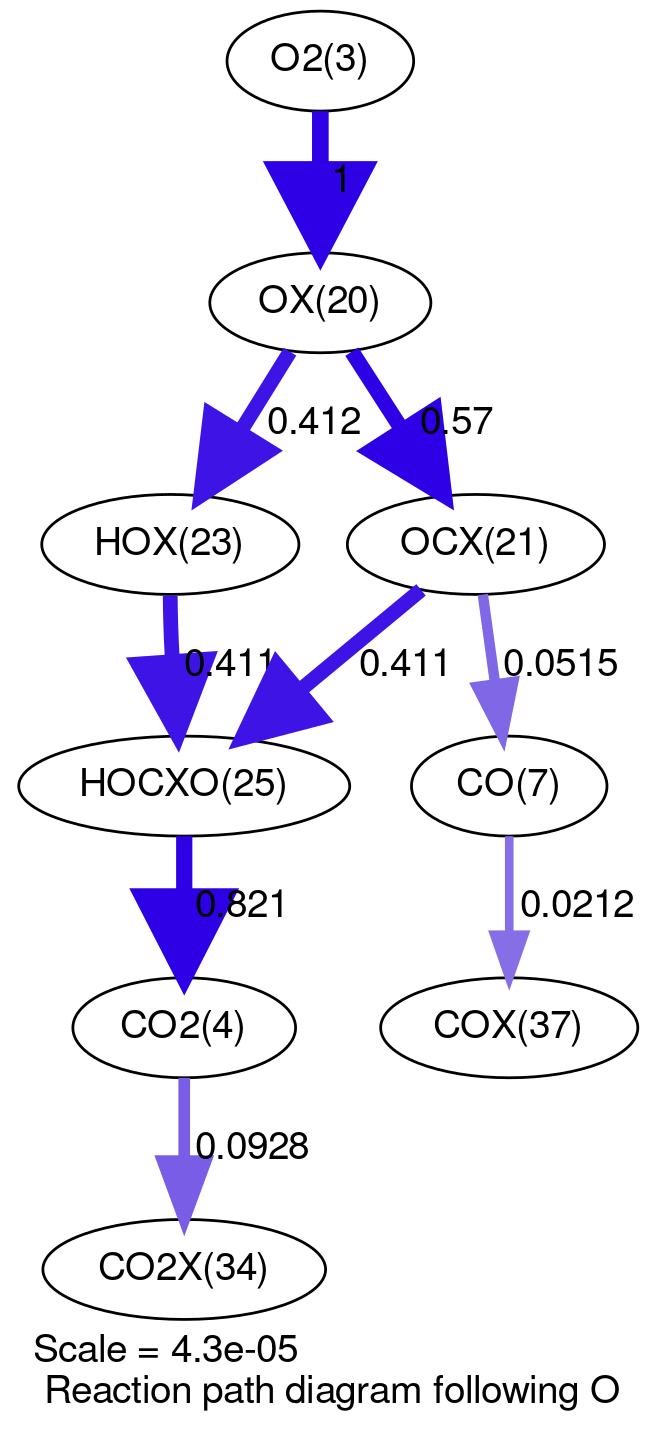 O2(3)
1
OX(20)
0.412
0.57
HOX(23)
OCX(21)
0.411
0.411
0.0515
HOCXO(25)
CO(7)
0.821
0.0212
CO2(4)
COX(37)
0.0928
CO2X(34)
Scale = 4.3e-05
Reaction path diagram following O